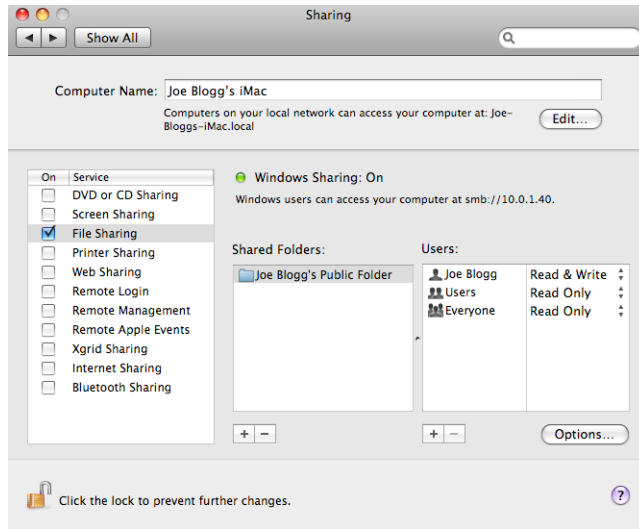 Sharing
Show All
Computer Name: Joe Blogg's iMac
Computers on your local network can access your computer at: Joe-
Bloggs-iMac.local
Edit...
On Service
DVD or CD Sharing
Screen Sharing
File Sharing
Printer Sharing
Web Sharing
Remote Login
Remote Management
Remote Apple Events
Xgrid Sharing
Internet Sharing
Bluetooth Sharing
Windows Sharing: On
Windows users can access your computer at smb://10.0.1.40.
Shared Folders:
Joe Blogg's Public Folder
+ −
Users:
Joe Blogg Read & Write
Users Read Only
Everyone Read Only
+ −
Options...
Click the lock to prevent further changes.
?